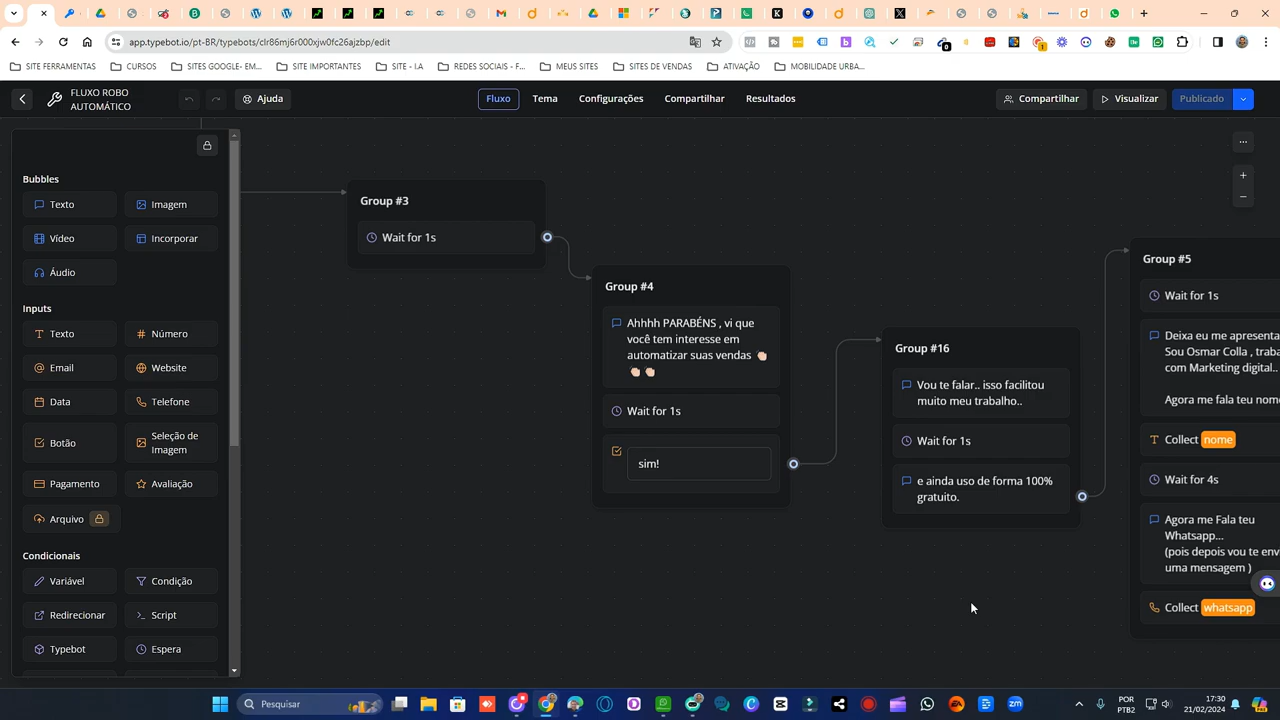 app.typebot.io/pt-BR/typebots/clr86mj6r000xjw0fc26ajzbp/edit
SITE FERRAMENTAS
CURSOS
SITES GOOGLE- EM...
SITE IMPORTANTES
SITE - I.A
REDES SOCIAIS - F...
MEUS SITES
SITES DE VENDAS
ATIVAÇÃO
MOBILIDADE URBA...
FLUXO ROBO
AUTOMÁTICO
Ajuda
Fluxo
Tema
Configurações
Compartilhar
Resultados
Compartilhar
Visualizar
Publicado
Bubbles
Texto
Imagem
Vídeo
Incorporar
Áudio
Inputs
Texto
Número
Email
Website
Data
Telefone
Botão
Seleção de
Imagem
Pagamento
Avaliação
Arquivo
Condicionais
Variável
Condição
Redirecionar
Script
Typebot
Espera
Group #3
Wait for 1s
Group #4
Ahhhh PARABÉNS , vi que
você tem interesse em
automatizar suas vendas 👏🏻
👏🏻 👏🏻
Wait for 1s
sim!
Group #16
Vou te falar.. isso facilitou
muito meu trabalho..
Wait for 1s
e ainda uso de forma 100%
gratuito.
Group #5
Wait for 1s
Deixa eu me apresenta
Sou Osmar Colla , traba
com Marketing digital..
Agora me fala teu nome
Collect nome
Wait for 4s
Agora me Fala teu
Whatsapp...
(pois depois vou te env
uma mensagem )
Collect whatsapp
Pesquisar
POR
PTB2
17:30
21/02/2024